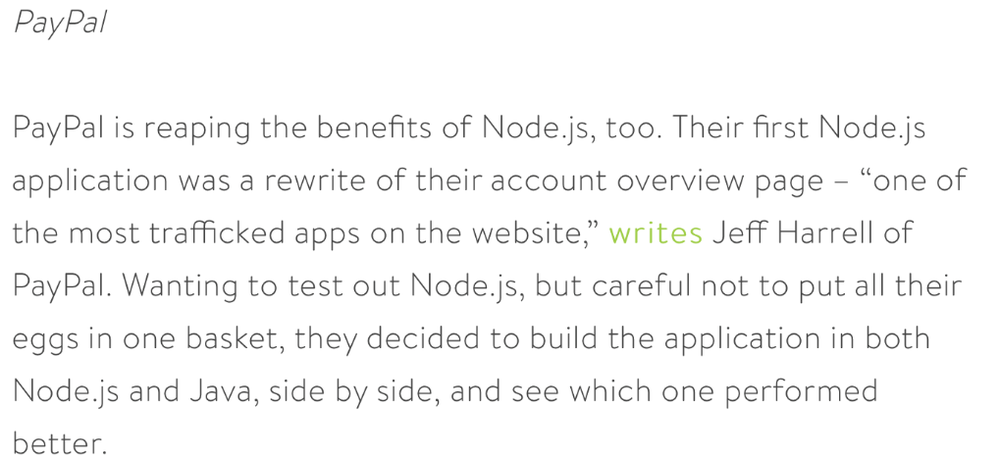 PayPal
PayPal is reaping the benefits of Node.js, too. Their first Node.js
application was a rewrite of their account overview page – “one of
the most trafficked apps on the website,” writes Jeff Harrell of
PayPal. Wanting to test out Node.js, but careful not to put all their
eggs in one basket, they decided to build the application in both
Node.js and Java, side by side, and see which one performed
better.